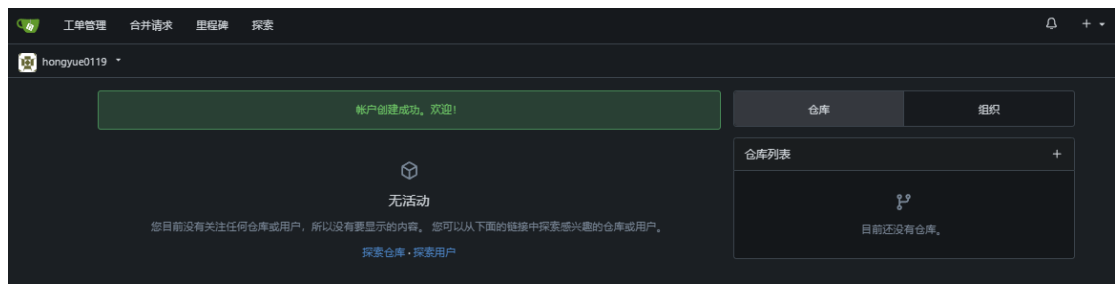 工单管理 合并请求 里程碑 探索
hongyue0119
帐户创建成功。欢迎!
仓库 组织
仓库列表
无活动
您目前没有关注任何仓库或用户，所以没有要显示的内容。 您可以从下面的链接中探索感兴趣的仓库或用户。
目前还没有仓库。
探索仓库 · 探索用户